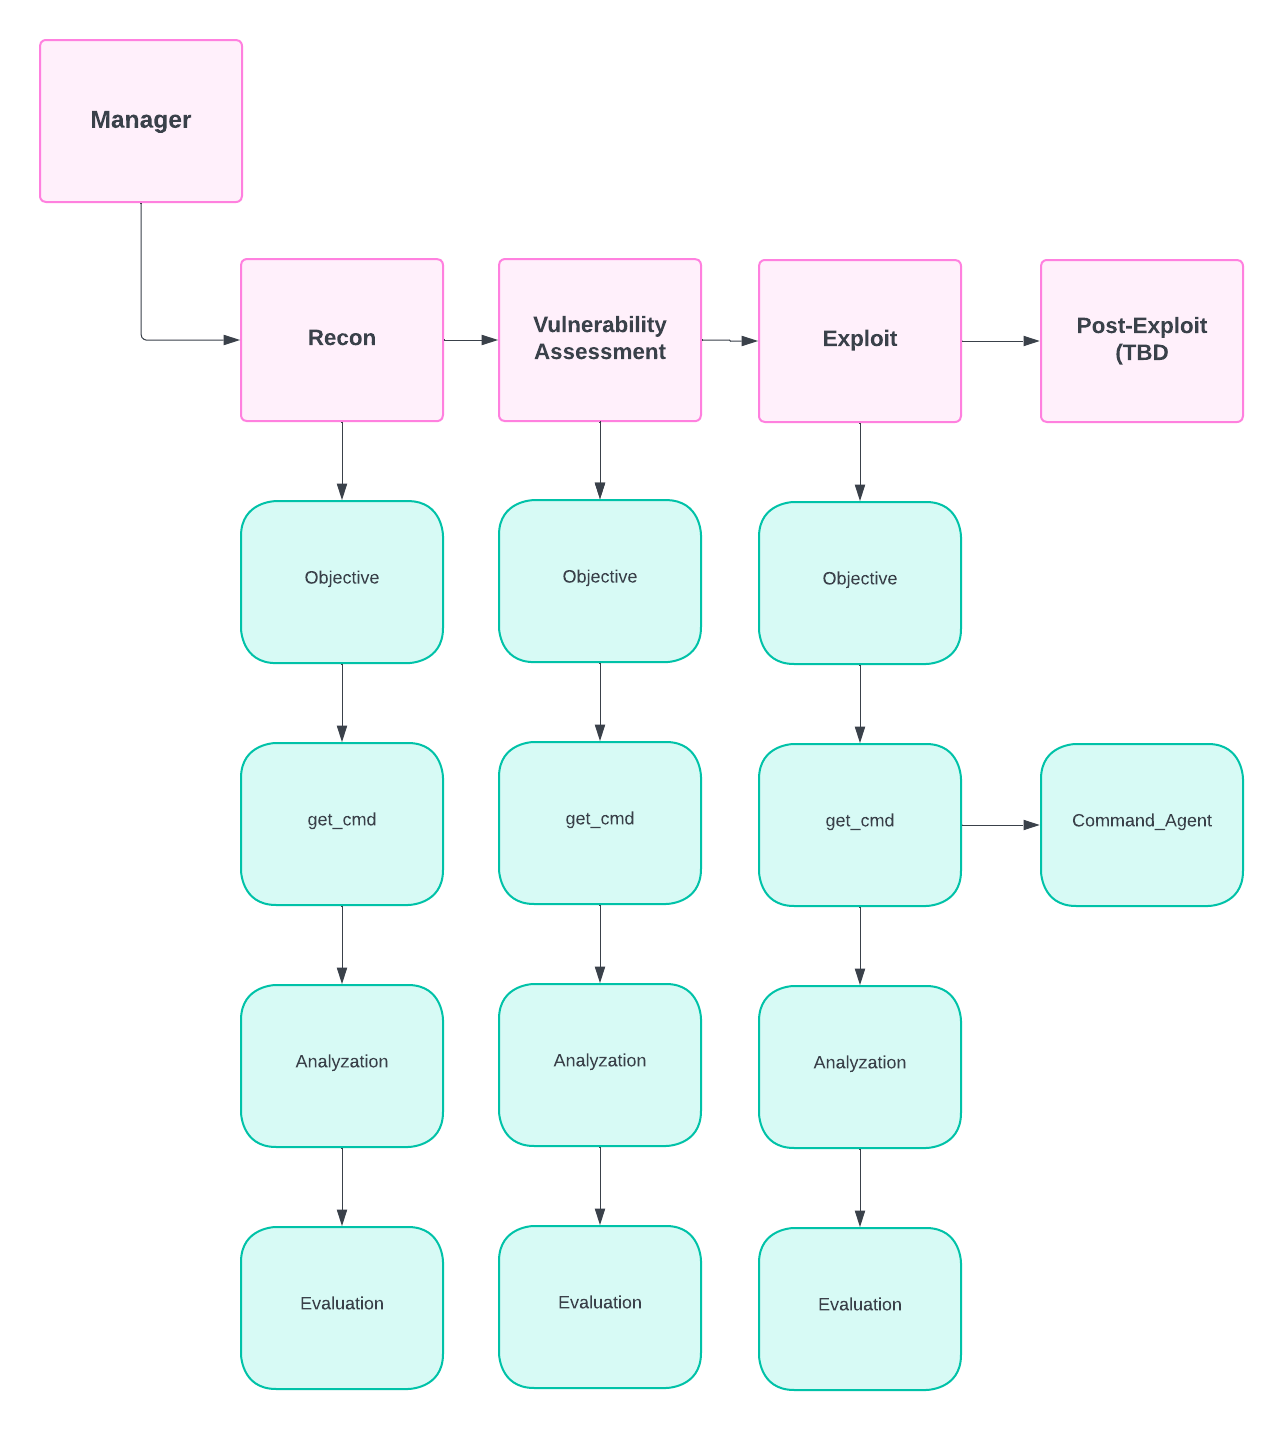 Manager
Recon
Vulnerability
Assessment
Exploit
Post-Exploit
(TBD
Objective
Objective
Objective
get_cmd
get_cmd
get_cmd
Command_Agent
Analyzation
Analyzation
Analyzation
Evaluation
Evaluation
Evaluation